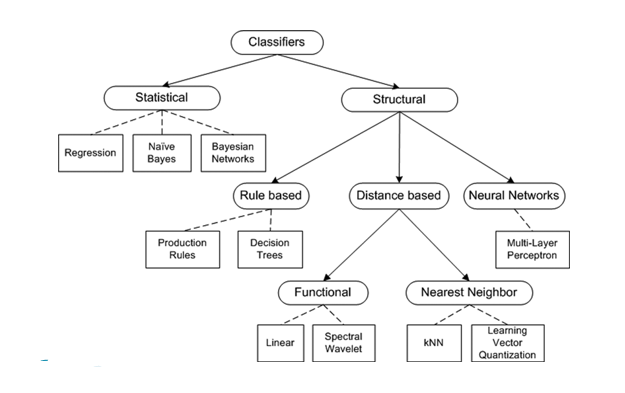 Classifiers
Statistical
Structural
Regression
Naïve
Bayes
Bayesian
Networks
Rule based
Distance based
Neural Networks
Production
Rules
Decision
Trees
Multi-Layer
Perceptron
Functional
Nearest Neighbor
Linear
Spectral
Wavelet
kNN
Learning
Vector
Quantization